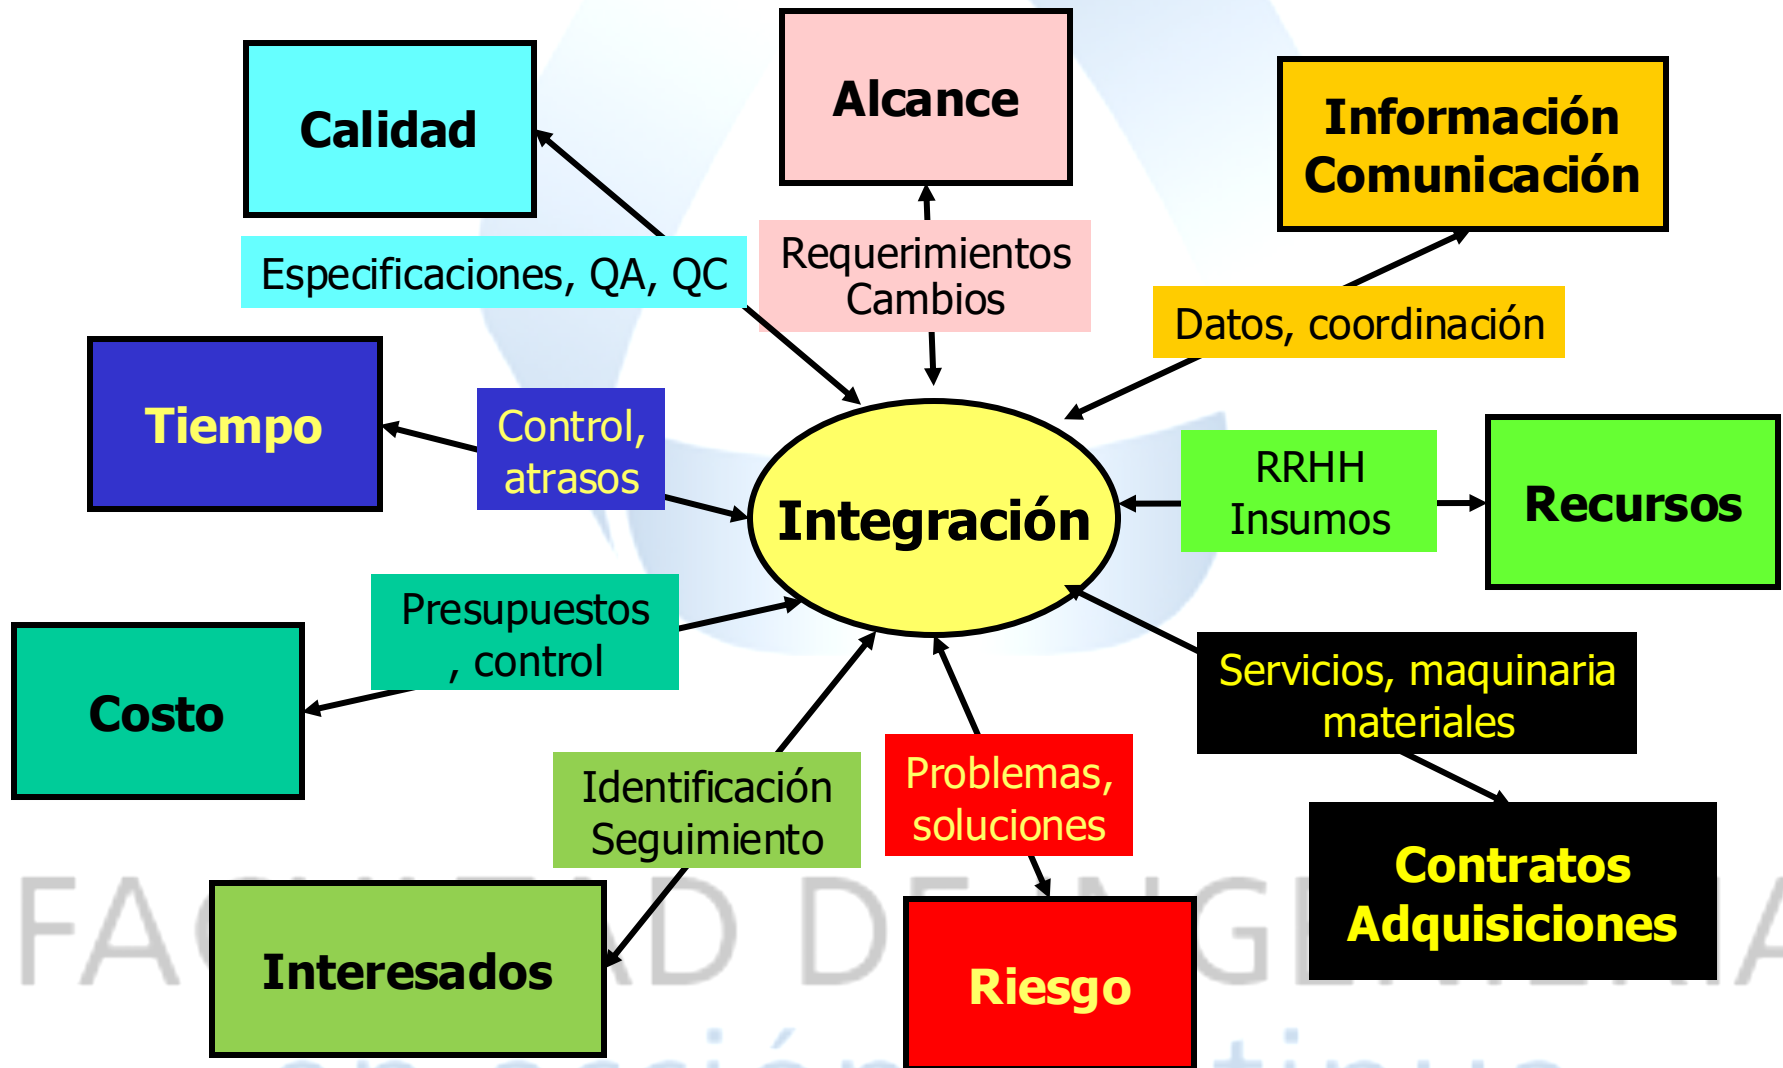 Calidad
Alcance
Información
Comunicación
Especificaciones, QA, QC
Requerimientos
Cambios
Datos, coordinación
Tiempo
Control,
atrasos
Integración
RRHH
Insumos
Recursos
Presupuestos
, control
Costo
Servicios, maquinaria
materiales
Identificación
Seguimiento
Problemas,
soluciones
Contratos
Adquisiciones
Interesados
Riesgo